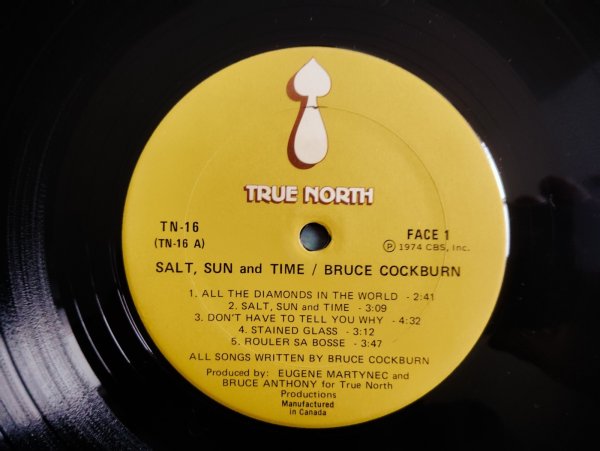 TRUE NORTH
TN-16
(TN-16 A)
FACE 1
℗ 1974 CBS, Inc.
SALT, SUN and TIME / BRUCE COCKBURN
1. ALL THE DIAMONDS IN THE WORLD - 2:41
2. SALT, SUN and TIME - 3:09
3. DON'T HAVE TO TELL YOU WHY - 4:32
4. STAINED GLASS - 3:12
5. ROULER SA BOSSE - 3:47
ALL SONGS WRITTEN BY BRUCE COCKBURN
Produced by: EUGENE MARTYNEC and
BRUCE ANTHONY for True North
Productions
Manufactured
in Canada